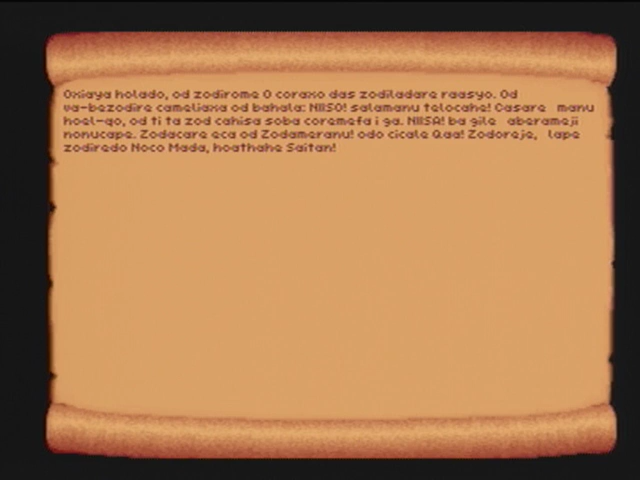 Oxiaya holado, od zodirome O coraxo das zodiladare raasyo. Od
va-bezodire cameliaxa od bahala: NIISO! salamanu telocahe! Casare manu
hoel-qo, od ti ta zod cahisa soba coremefa i ga. NIISA! ba gile aberameji
nonucape. Zodacare eca od Zodameranu! odo cicale Qaa! Zodoreje, lape
zodiredo Noco Mada, hoathahe Saitan!